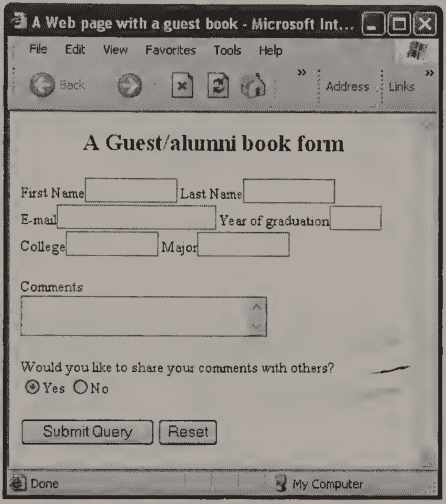 A Web page with a guest book - Microsoft Int...
File Edit View Favorites Tools Help
Back » Address Links »
A Guest/alumni book form
First Name Last Name
E-mail Year of graduation
College Major
Comments
Would you like to share your comments with others?
Yes No
Submit Query Reset
Done My Computer